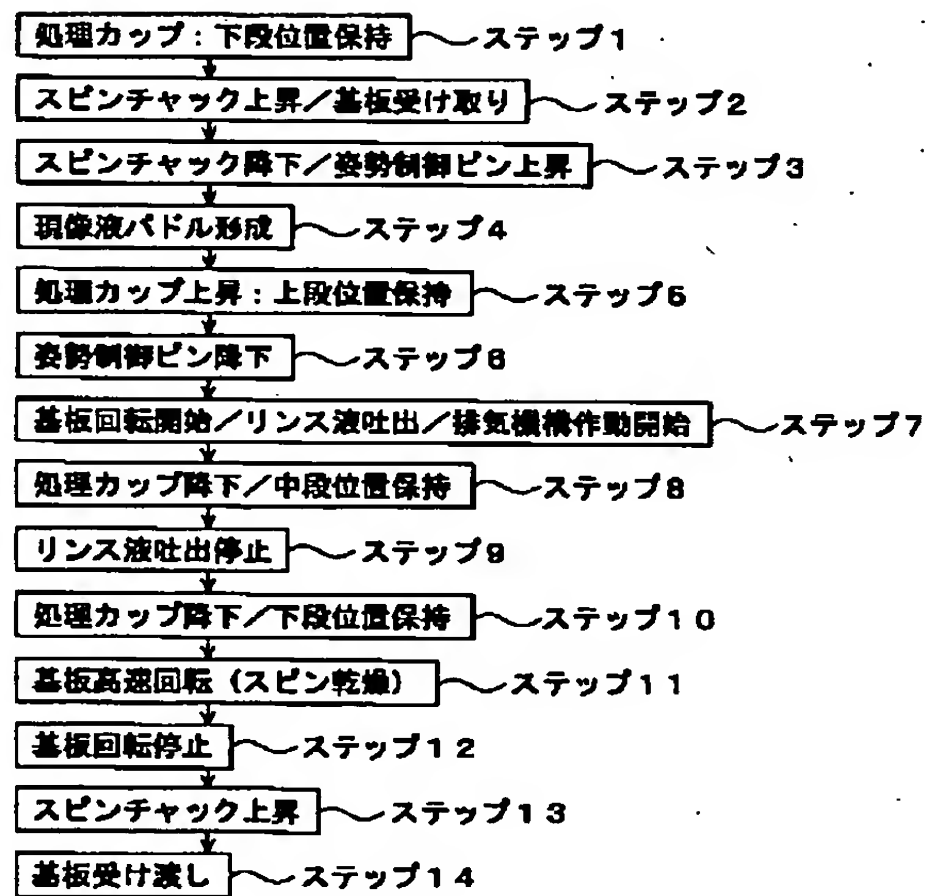 処理カップ：下段位置保持 ステップ1
スピンチャック上昇／基板受け取り ステップ2
スピンチャック降下／姿勢制御ピン上昇 ステップ3
現像液パドル形成 ステップ4
処理カップ上昇：上段位置保持 ステップ5
姿勢制御ピン降下 ステップ6
基板回転開始／リンス液吐出／排気機構作動開始 ステップ7
処理カップ降下／中段位置保持 ステップ8
リンス液吐出停止 ステップ9
処理カップ降下／下段位置保持 ステップ10
基板高速回転（スピン乾燥） ステップ11
基板回転停止 ステップ12
スピンチャック上昇 ステップ13
基板受け渡し ステップ14